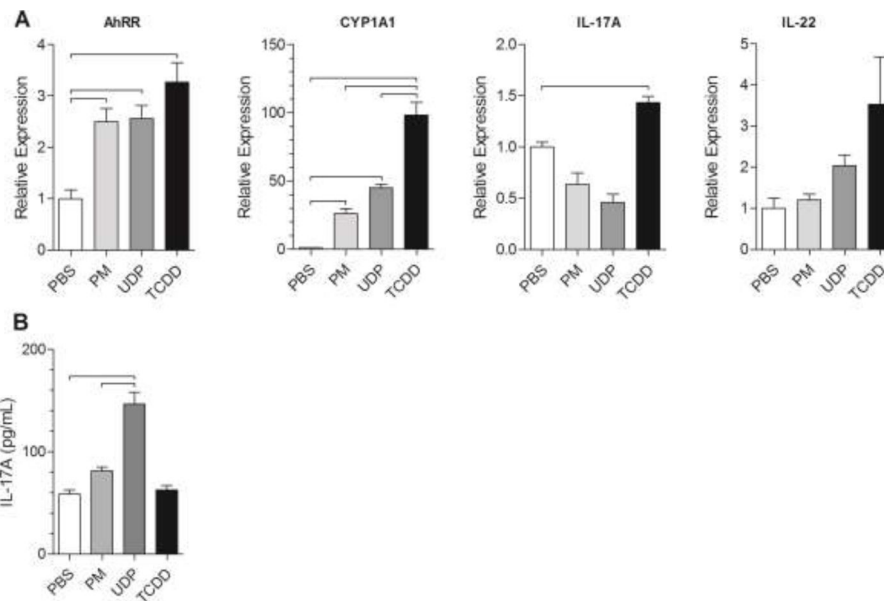 A
AhRR
CYP1A1
IL-17A
IL-22
Relative Expression
4
3
2
1
0
PBS
PM
UDP
TCDD
Relative Expression
150
100
50
0
PBS
PM
UDP
TCDD
Relative Expression
2.0
1.5
1.0
0.5
0.0
PBS
PM
UDP
TCDD
Relative Expression
5
4
3
2
1
0
PBS
PM
UDP
TCDD
B
IL-17A (pg/mL)
200
100
0
PBS
PM
UDP
TCDD